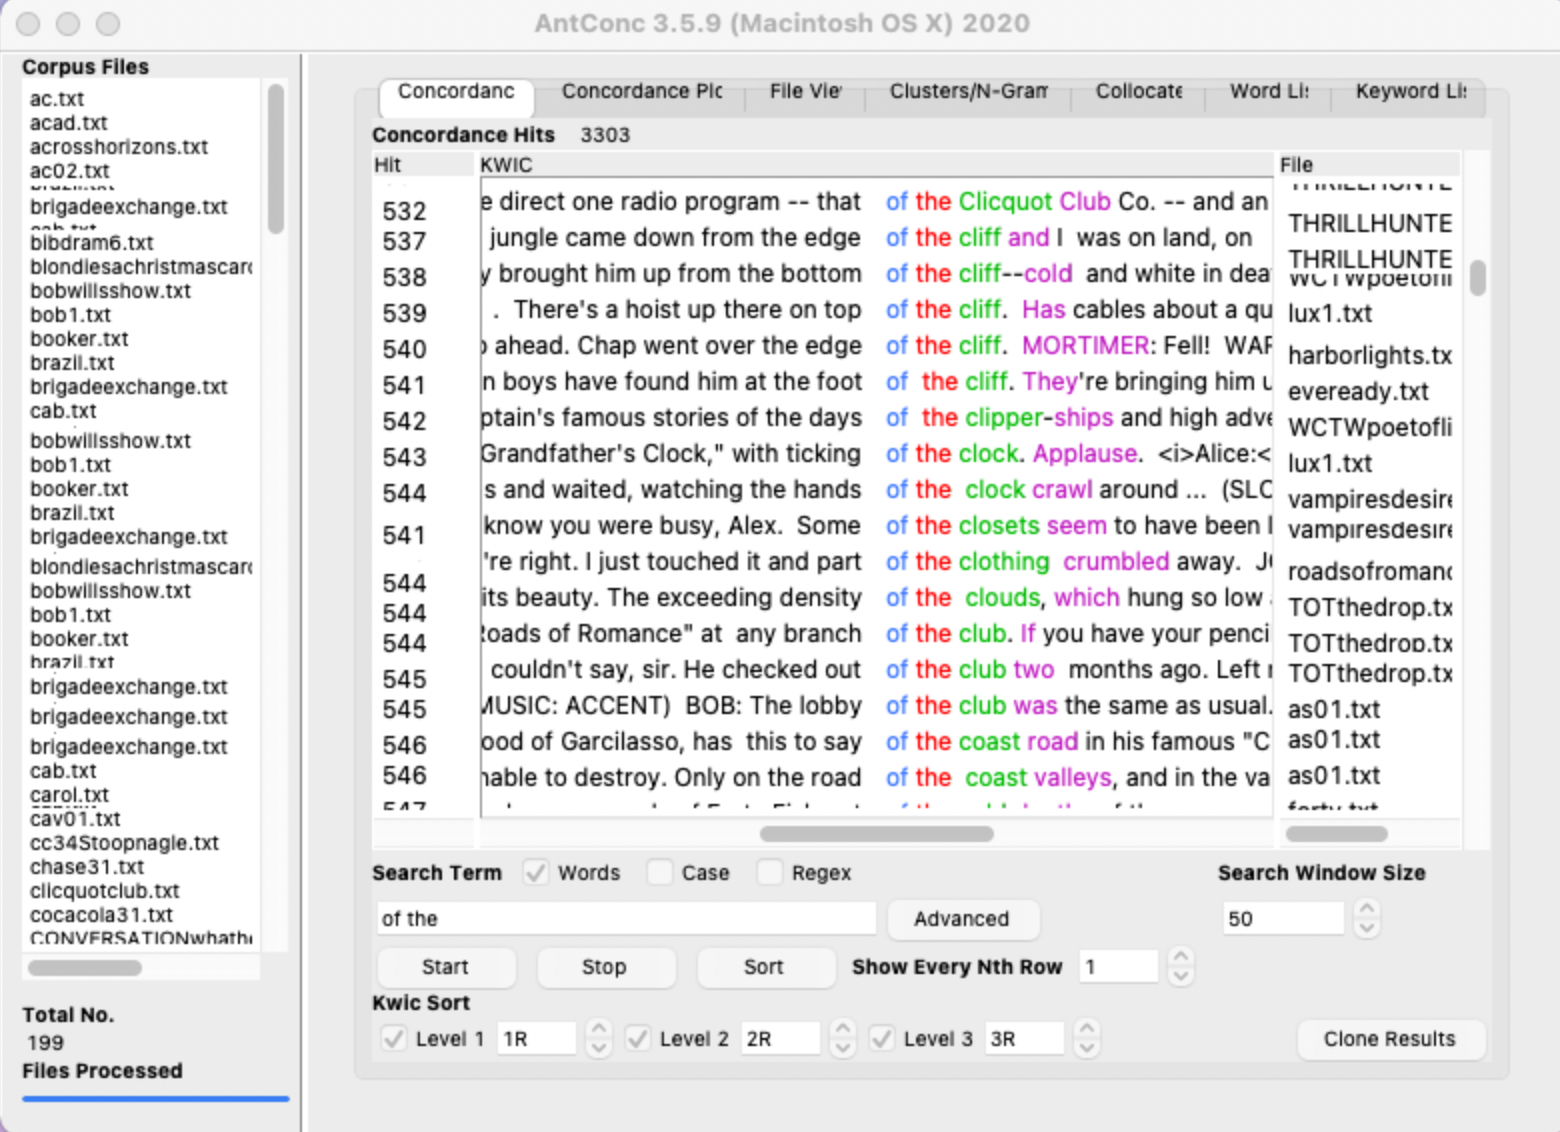 AntConc 3.5.9 (Macintosh OS X) 2020
Corpus Files
ac.txt
acad.txt
acrosshorizons.txt
ac02.txt
brigadeexchange.txt
blbdram6.txt
blondiesachristmascaro
bobwillsshow.txt
bob1.txt
booker.txt
brazil.txt
brigadeexchange.txt
cab.txt
bobwillsshow.txt
bob1.txt
booker.txt
brazil.txt
brigadeexchange.txt
blondiesachristmascaro
bobwillsshow.txt
bob1.txt
booker.txt
brazil.txt
brigadeexchange.txt
brigadeexchange.txt
brigadeexchange.txt
cab.txt
carol.txt
cav01.txt
cc34Stoopnagle.txt
chase31.txt
clicquotclub.txt
cocacola31.txt
CONVERSATIONwhath
Total No.
199
Files Processed
Concordanc Concordance Plc File Vie Clusters/N-Gram Collocate Word Li Keyword Li
Concordance Hits 3303
Hit KWIC File
532 e direct one radio program -- that of the Clicquot Club Co. -- and an THRILLHUNTE
537 jungle came down from the edge of the cliff and I was on land, on THRILLHUNTE
538 y brought him up from the bottom of the cliff--cold and white in dea WCTWpoetofli
539 . There's a hoist up there on top of the cliff. Has cables about a qu lux1.txt
540 ahead. Chap went over the edge of the cliff. MORTIMER: Fell! WAR harborlights.tx
541 n boys have found him at the foot of the cliff. They're bringing him u eveready.txt
542 ptain's famous stories of the days of the clipper-ships and high adve WCTWpoetofli
543 Grandfather's Clock," with ticking of the clock. Applause. <i>Alice:< lux1.txt
544 s and waited, watching the hands of the clock crawl around ... (SLO vampiresdesire
541 know you were busy, Alex. Some of the closets seem to have been l vampiresdesire
544 're right. I just touched it and part of the clothing crumbled away. JO roadsofromanc
544 its beauty. The exceeding density of the clouds, which hung so low TOTthedrop.tx
544 Roads of Romance" at any branch of the club. If you have your penci TOTthedrop.tx
545 couldn't say, sir. He checked out of the club two months ago. Left TOTthedrop.tx
545 MUSIC: ACCENT) BOB: The lobby of the club was the same as usual. as01.txt
546 ood of Garcilasso, has this to say of the coast road in his famous "C as01.txt
546 nable to destroy. Only on the road of the coast valleys, and in the va as01.txt
Search Term Words Case Regex Search Window Size
of the Advanced 50
Start Stop Sort Show Every Nth Row 1
Kwic Sort
Level 1 1R Level 2 2R Level 3 3R Clone Results